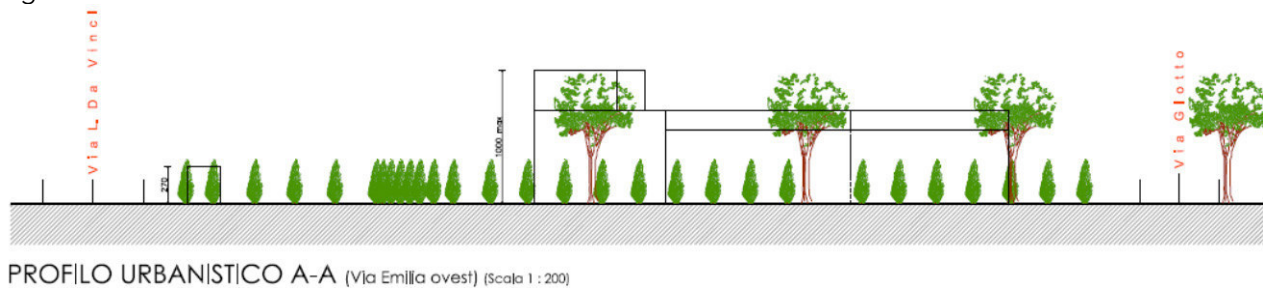 Via L. Da Vinci
270
1000 max
Via Giotto
PROFILO URBANISTICO A-A (Via Emilia ovest) (Scala 1 : 200)